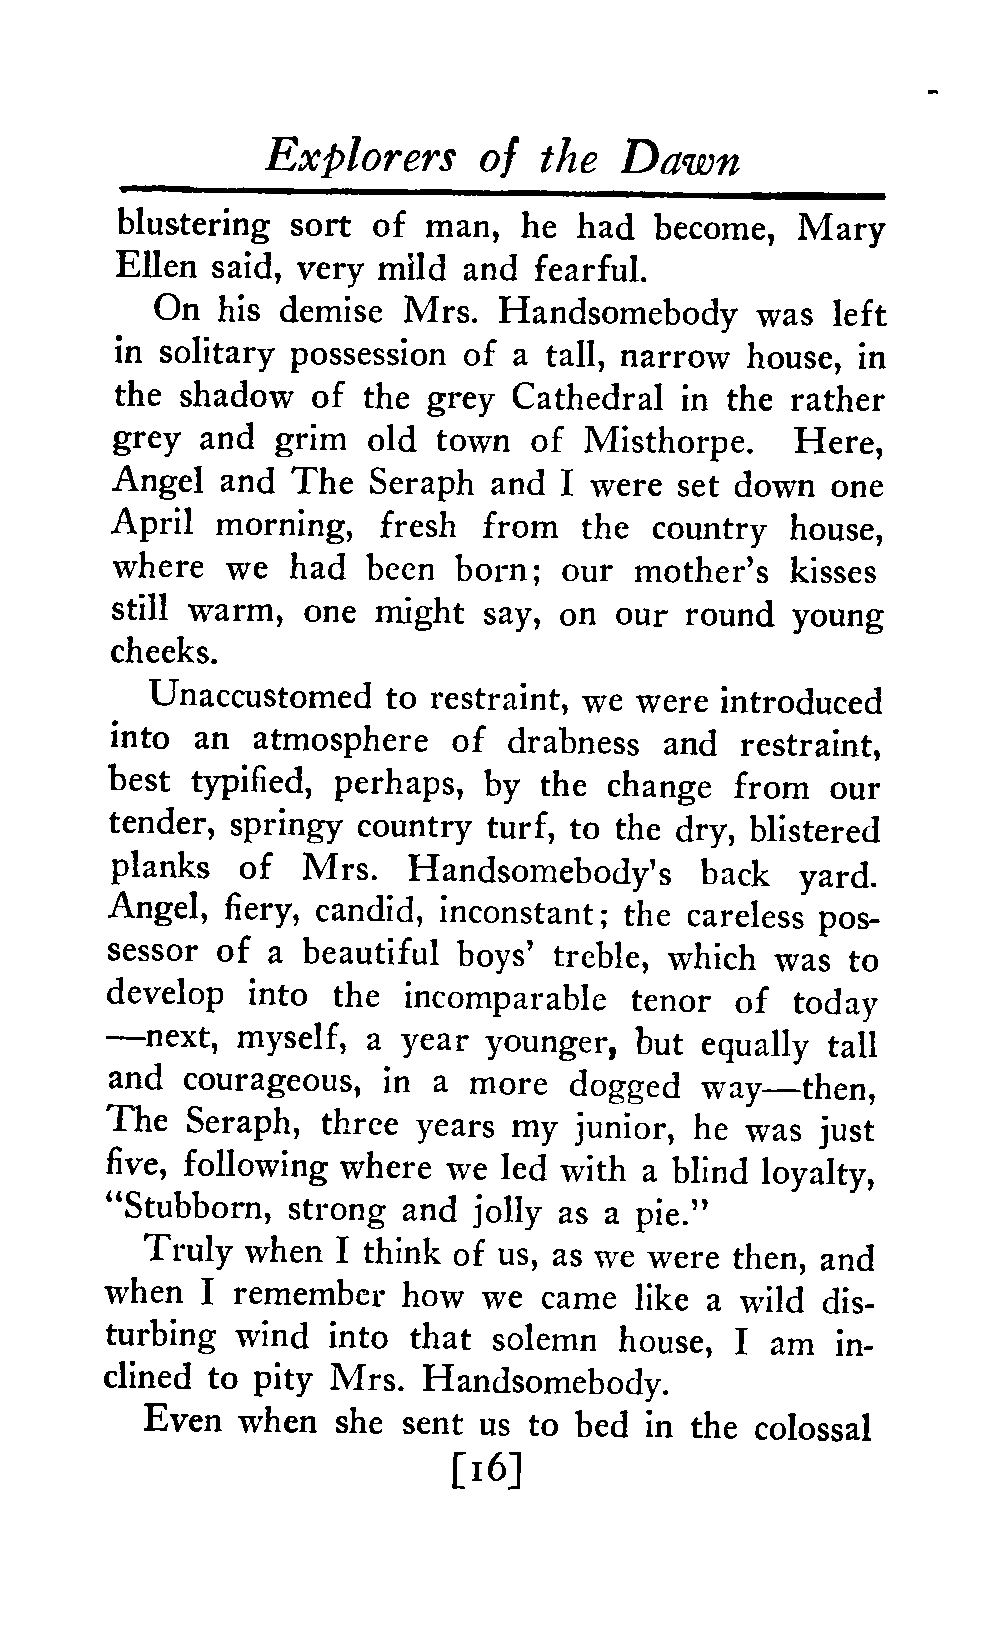 Explorers of the Dawn
blustering sort of man, he had become, Mary
Ellen said, very mild and fearful.
On his demise Mrs. Handsomebody was left
in solitary possession of a tall, narrow house, in
the shadow of the grey Cathedral in the rather
grey and grim old town of Misthorpe. Here,
Angel and The Seraph and I were set down one
April morning, fresh from the country house,
where we had been born; our mother's kisses
still warm, one might say, on our round young
cheeks.
Unaccustomed to restraint, we were introduced
into an atmosphere of drabness and restraint,
best typified, perhaps, by the change from our
tender, springy country turf, to the dry, blistered
planks of Mrs. Handsomebody's back yard.
Angel, fiery, candid, inconstant; the careless pos-
sessor of a beautiful boys' treble, which was to
develop into the incomparable tenor of today
—next, myself, a year younger, but equally tall
and courageous, in a more dogged way—then,
The Seraph, three years my junior, he was just
five, following where we led with a blind loyalty,
"Stubborn, strong and jolly as a pie."
Truly when I think of us, as we were then, and
when I remember how we came like a wild dis-
turbing wind into that solemn house, I am in-
clined to pity Mrs. Handsomebody.
Even when she sent us to bed in the colossal
[16]